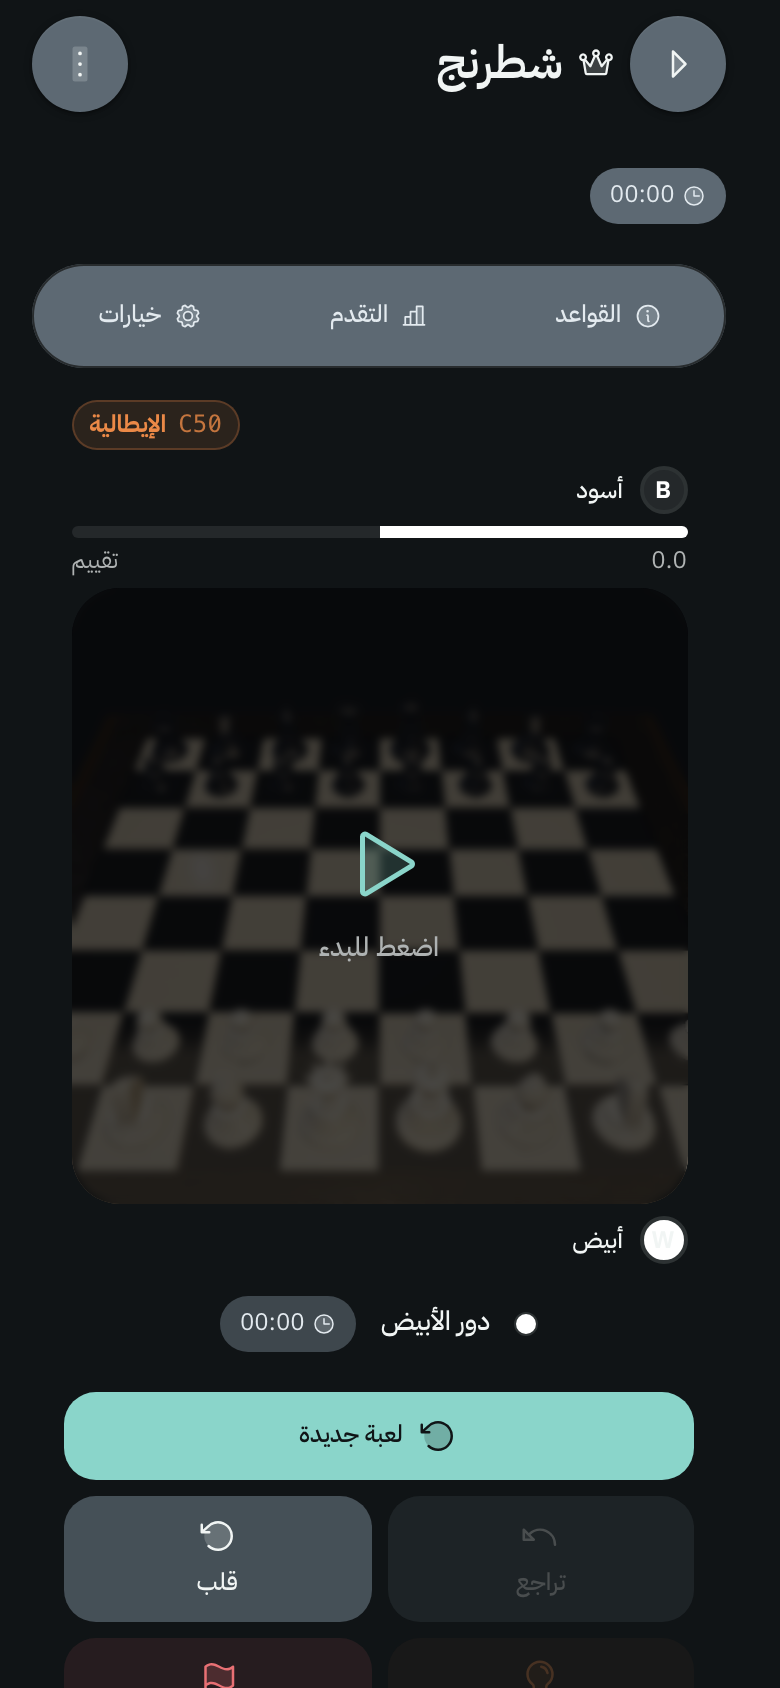 شطرنج
00:00
القواعد
التقدم
خيارات
C50 الإيطالية
B أسود
0.0 تقييم
اضغط للبدء
W أبيض
دور الأبيض 00:00
لعبة جديدة
تراجع
قلب